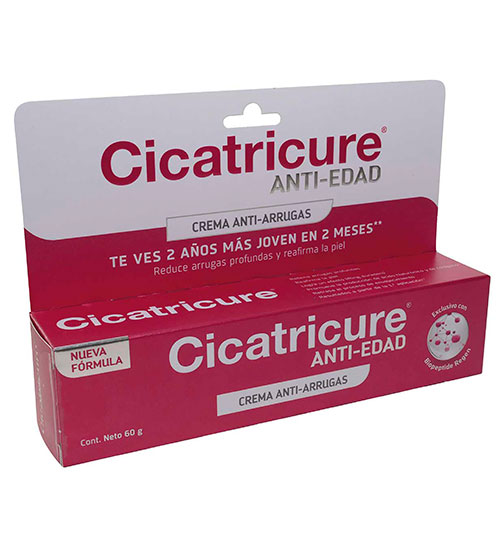 Cicatricure®
ANTI-EDAD
CREMA ANTI-ARRUGAS
TE VES 2 AÑOS MÁS JOVEN EN 2 MESES**
Reduce arrugas profundas y reafirma la piel
Cicatricure®
NUEVA
FÓRMULA
Cicatricure®
ANTI-EDAD
CREMA ANTI-ARRUGAS
Exclusivo con
Biopeptide Regen
Cont. Neto 60 g